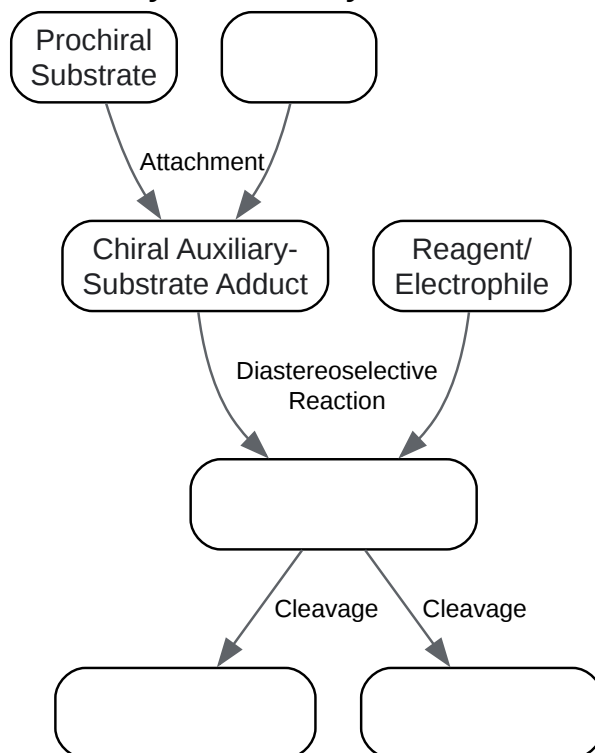 Prochiral
Substrate
Attachment
Chiral Auxiliary-
Substrate Adduct
Reagent/
Electrophile
Diastereoselective
Reaction
Cleavage
Cleavage